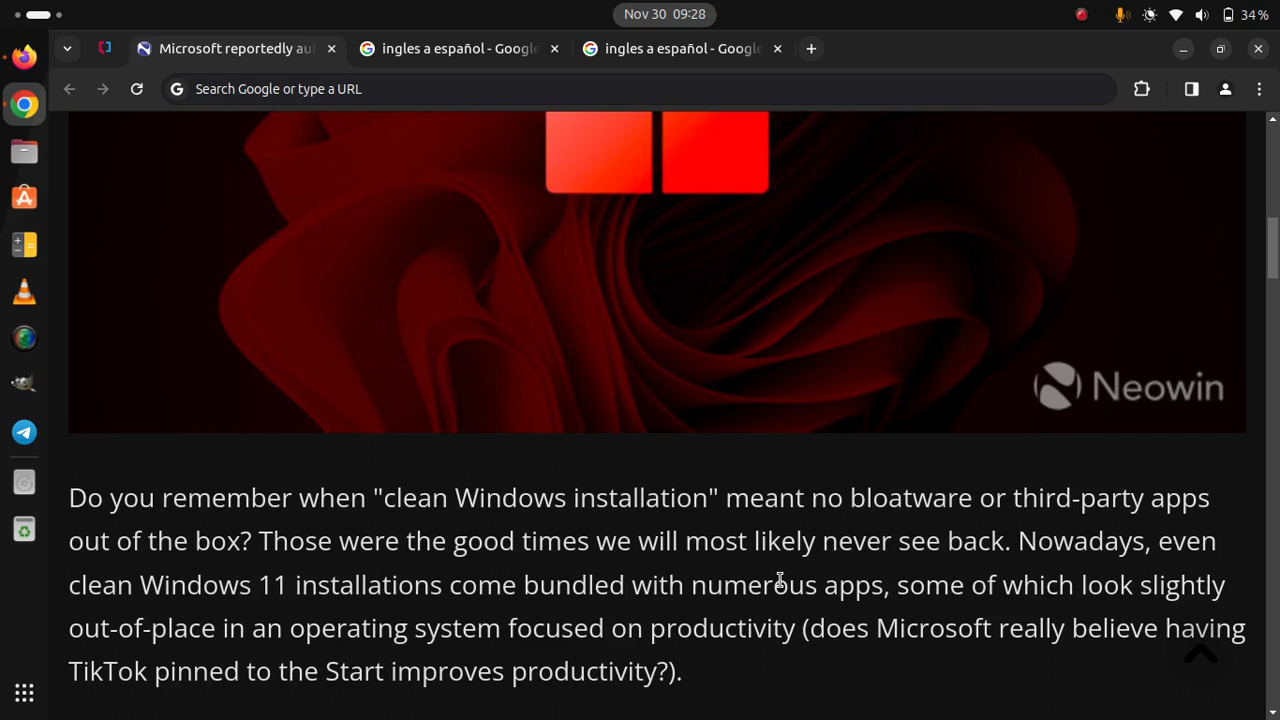 Nov 30 09:28
34 %
Microsoft reportedly au
ingles a español - Google
ingles a español - Google
Search Google or type a URL
Neowin
Do you remember when "clean Windows installation" meant no bloatware or third-party apps
out of the box? Those were the good times we will most likely never see back. Nowadays, even
clean Windows 11 installations come bundled with numerous apps, some of which look slightly
out-of-place in an operating system focused on productivity (does Microsoft really believe having
TikTok pinned to the Start improves productivity?).